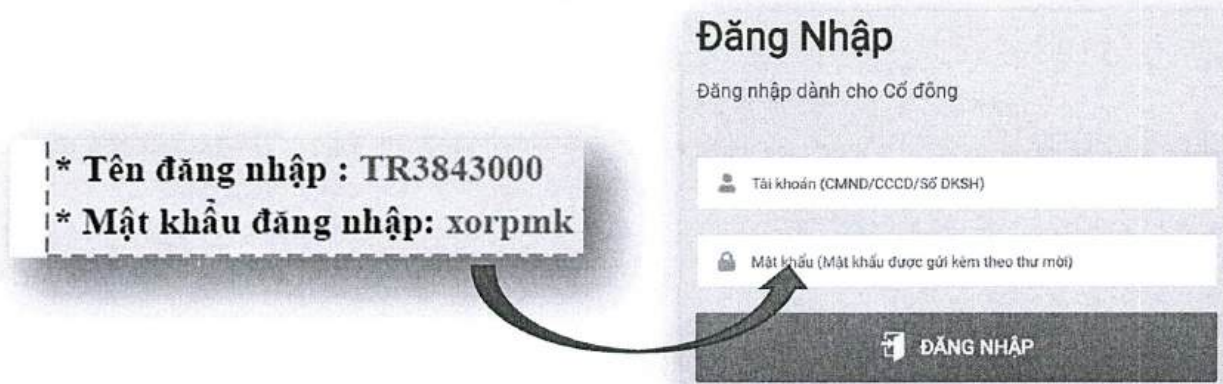 * Tên đăng nhập : TR3843000
* Mật khẩu đăng nhập: xorpmk
Đăng Nhập
Đăng nhập dành cho Cổ đông
Tài khoản (CMND/CCCD/Số DKSH)
Mật khẩu (Mật khẩu được gửi kèm theo thư mời)
ĐĂNG NHẬP